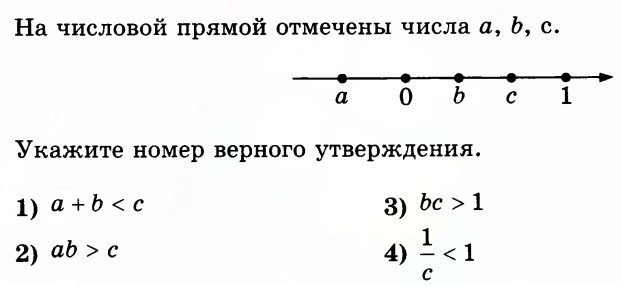 На числовой прямой отмечены числа a, b, c.
a 0 b c 1
Укажите номер верного утверждения.
1) a + b < c
2) ab > c
3) bc > 1
4) 1/c < 1